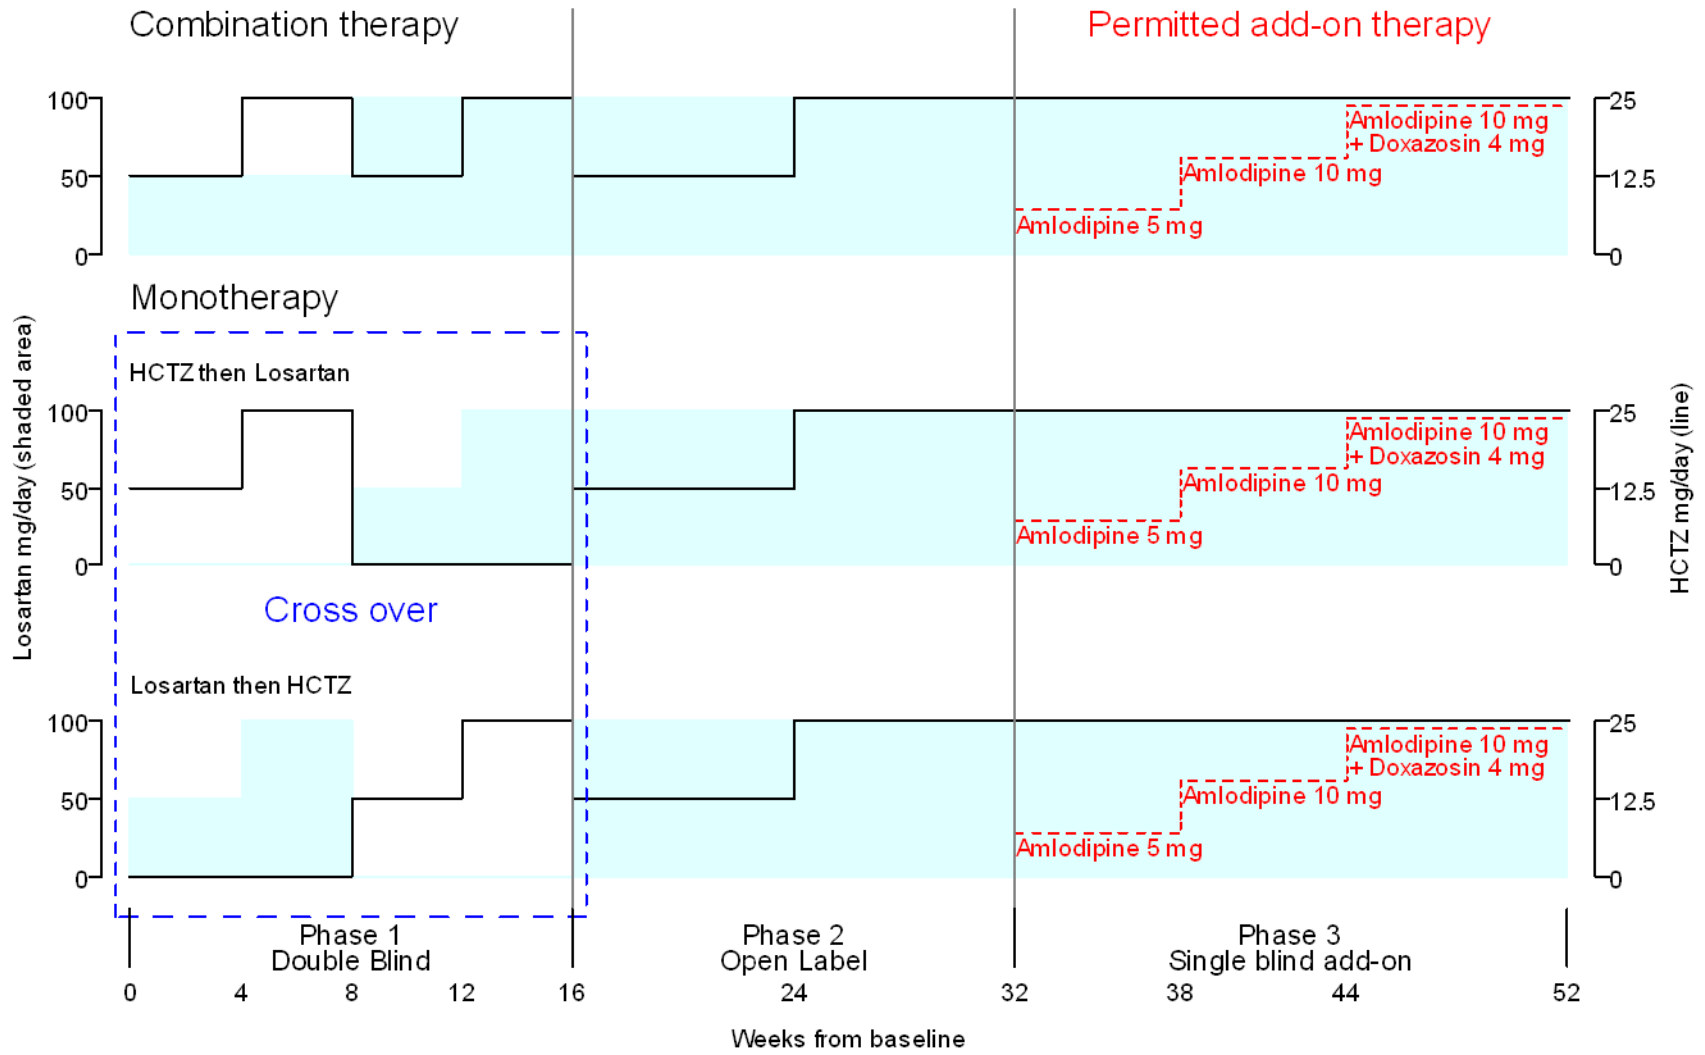 Combination therapy
Permitted add-on therapy
100
50
0
25
12.5
0
Amlodipine 10 mg
+ Doxazosin 4 mg
Amlodipine 10 mg
Amlodipine 5 mg
Monotherapy
HCTZ then Losartan
100
50
0
25
12.5
0
Amlodipine 10 mg
+ Doxazosin 4 mg
Amlodipine 10 mg
Amlodipine 5 mg
Losartan mg/day (shaded area)
HCTZ mg/day (line)
Cross over
Losartan then HCTZ
100
50
0
25
12.5
0
Amlodipine 10 mg
+ Doxazosin 4 mg
Amlodipine 10 mg
Amlodipine 5 mg
Phase 1
Double Blind
Phase 2
Open Label
Phase 3
Single blind add-on
0 4 8 12 16 24 32 38 44 52
Weeks from baseline